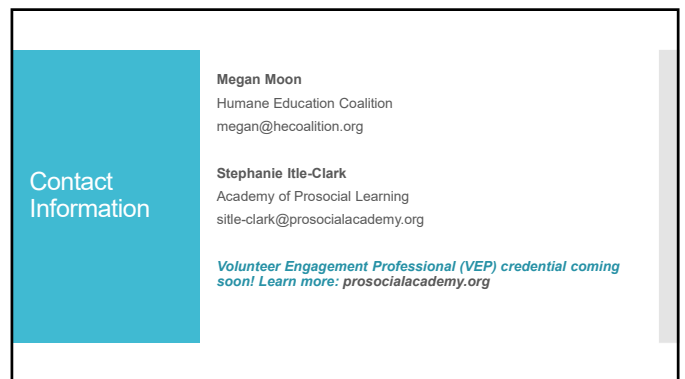 Contact
Information
Megan Moon
Humane Education Coalition
megan@hecoalition.org
Stephanie Itle-Clark
Academy of Prosocial Learning
sitle-clark@prosocialacademy.org
Volunteer Engagement Professional (VEP) credential coming
soon! Learn more: prosocialacademy.org